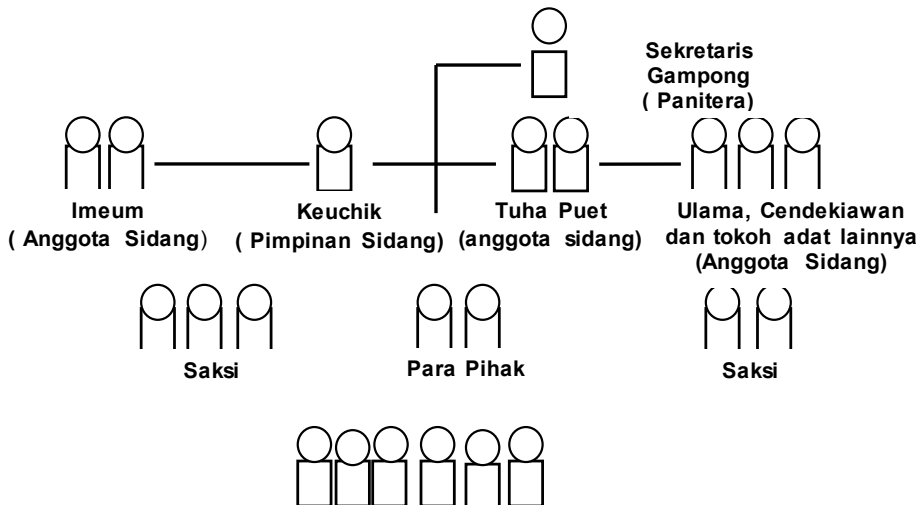 Sekretaris
Gampong
( Panitera)
Imeum
( Anggota Sidang)
Keuchik
( Pimpinan Sidang)
Tuha Puet
(anggota sidang)
Ulama, Cendekiawan
dan tokoh adat lainnya
(Anggota Sidang)
Saksi
Para Pihak
Saksi